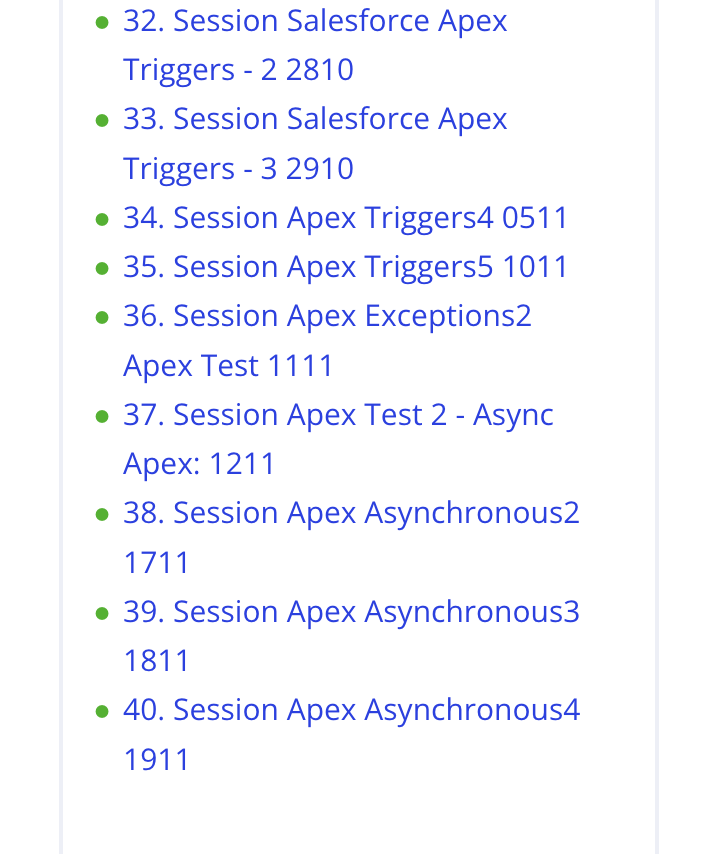 32. Session Salesforce Apex
Triggers - 2 2810
33. Session Salesforce Apex
Triggers - 3 2910
34. Session Apex Triggers4 0511
35. Session Apex Triggers5 1011
36. Session Apex Exceptions2
Apex Test 1111
37. Session Apex Test 2 - Async
Apex: 1211
38. Session Apex Asynchronous2
1711
39. Session Apex Asynchronous3
1811
40. Session Apex Asynchronous4
1911